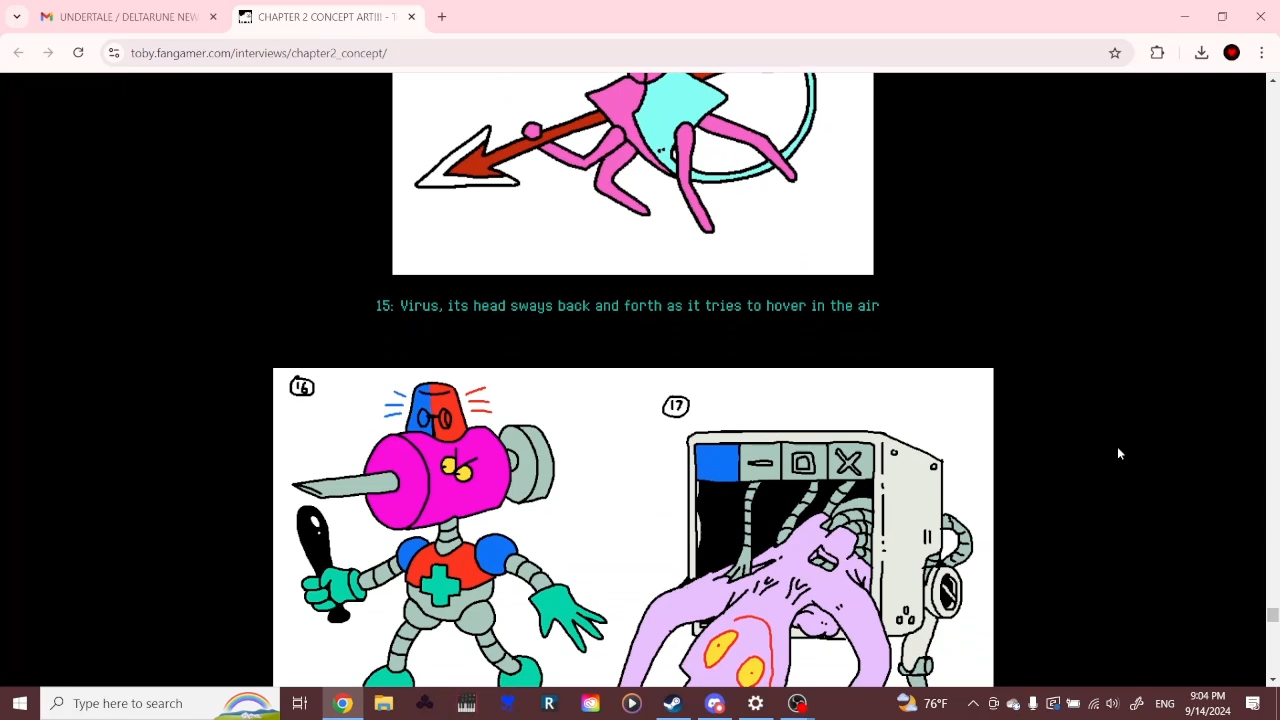 UNDERTALE / DELTARUNE NEW
CHAPTER 2 CONCEPT ART!!! - T
toby.fangamer.com/interviews/chapter2_concept/
15: Virus, its head sways back and forth as it tries to hover in the air
16
17
Type here to search
76°F
ENG
9:04 PM
9/14/2024